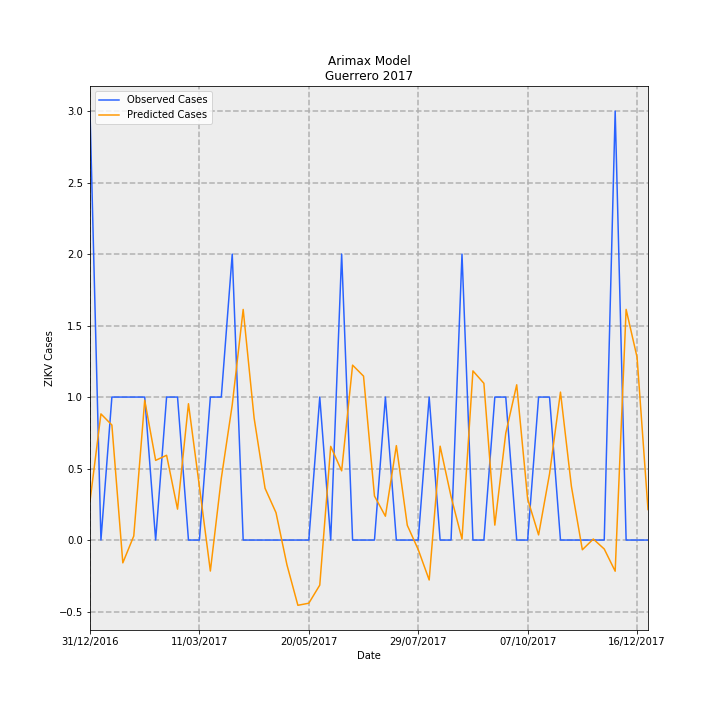 Arimax Model
Guerrero 2017
Observed Cases
Predicted Cases
3.0
2.5
2.0
1.5
1.0
0.5
0.0
−0.5
ZIKV Cases
31/12/2016 11/03/2017 20/05/2017 29/07/2017 07/10/2017 16/12/2017
Date